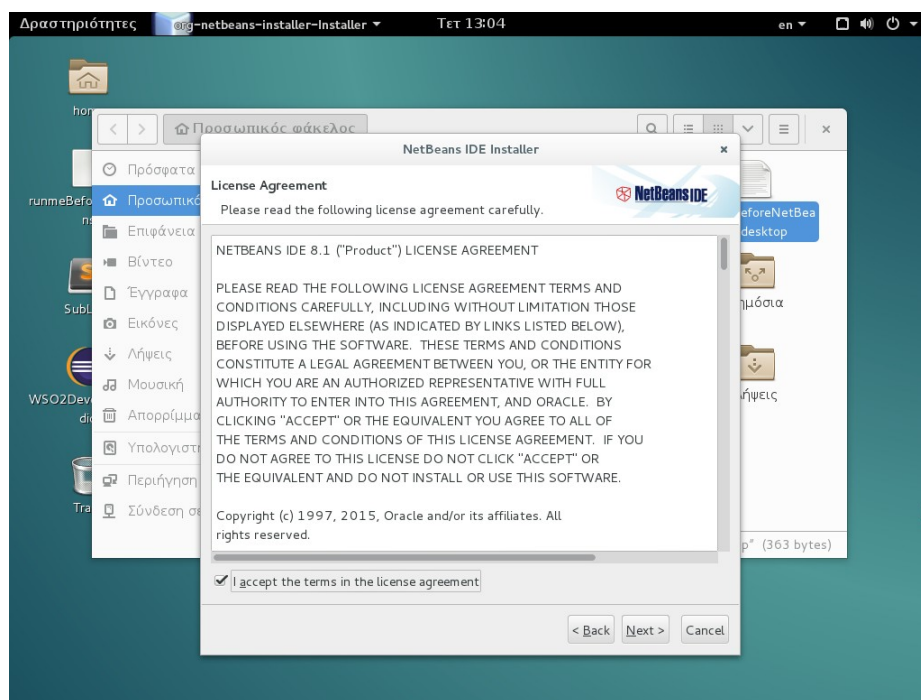 Δραστηριότητες
org-netbeans-installer-Installer
Τετ 13:04
en
home
Προσωπικός φάκελος
Πρόσφατα
Επιφάνεια
Βίντεο
Έγγραφα
Εικόνες
Λήψεις
Μουσική
Περιήγηση
Σύνδεση
NetBeans IDE Installer
License Agreement
Please read the following license agreement carefully.
NetBeans IDE
NETBEANS IDE 8.1 ("Product") LICENSE AGREEMENT
PLEASE READ THE FOLLOWING LICENSE AGREEMENT TERMS AND
CONDITIONS CAREFULLY, INCLUDING WITHOUT LIMITATION THOSE
DISPLAYED ELSEWHERE (AS INDICATED BY LINKS LISTED BELOW),
BEFORE USING THE SOFTWARE. THESE TERMS AND CONDITIONS
CONSTITUTE A LEGAL AGREEMENT BETWEEN YOU, OR THE ENTITY FOR
WHICH YOU ARE AN AUTHORIZED REPRESENTATIVE WITH FULL
AUTHORITY TO ENTER INTO THIS AGREEMENT, AND ORACLE. BY
CLICKING "ACCEPT" OR THE EQUIVALENT YOU AGREE TO ALL OF
THE TERMS AND CONDITIONS OF THIS LICENSE AGREEMENT. IF YOU
DO NOT AGREE TO THIS LICENSE DO NOT CLICK "ACCEPT" OR
THE EQUIVALENT AND DO NOT INSTALL OR USE THIS SOFTWARE.
Copyright (c) 1997, 2015, Oracle and/or its affiliates. All
rights reserved.
I accept the terms in the license agreement
< Back
Next >
Cancel
desktop
(363 bytes)